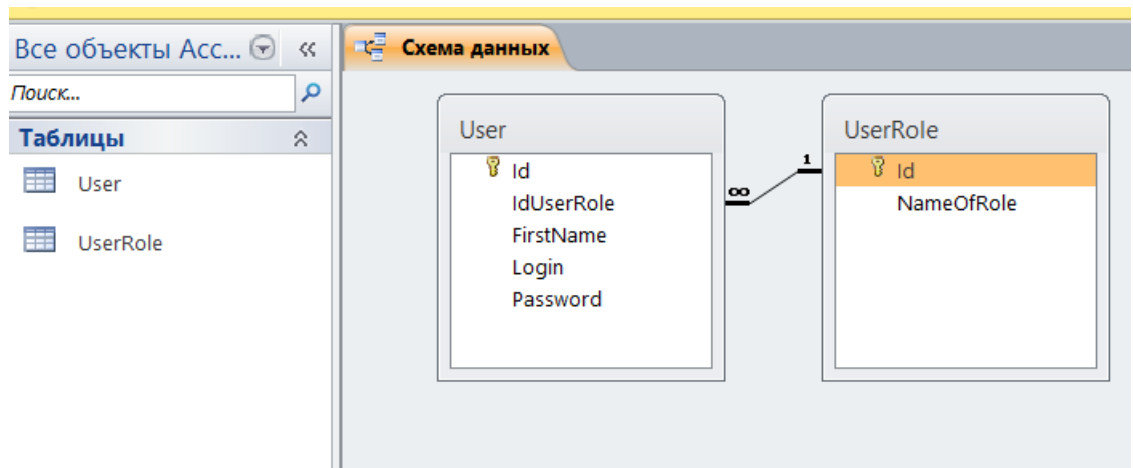 Все объекты Acc...
Поиск...
Таблицы
User
UserRole
Схема данных
User
Id
IdUserRole
FirstName
Login
Password
∞
1
UserRole
Id
NameOfRole